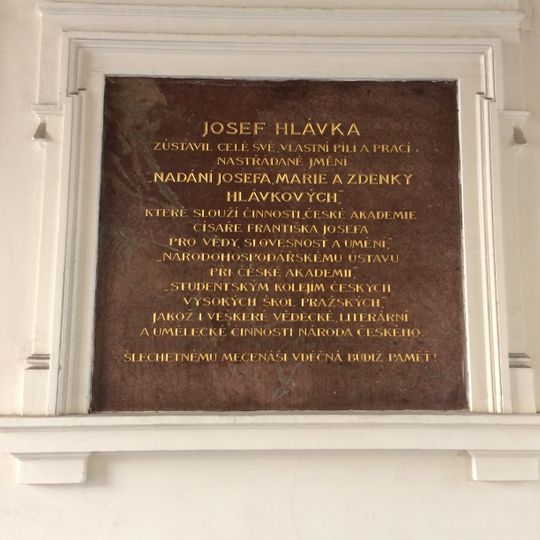 JOSEF HLÁVKA
ZŮSTAVIL CELÉ SVÉ, VLASTNÍ PÍLÍ A PRACÍ
NASTŘÁDANÉ JMĚNÍ
„NADÁNÍ JOSEFA, MARIE A ZDENKY
HLÁVKOVÝCH,"
KTERÉ SLOUŽÍ ČINNOSTI „ČESKÉ AKADEMIE
CÍSAŘE FRANTIŠKA JOSEFA
PRO VĚDY, SLOVESNOST A UMĚNÍ,"
„NÁRODOHOSPODÁŘSKÉMU ÚSTAVU
PŘI ČESKÉ AKADEMII,"
„STUDENTSKÝM KOLEJÍM ČESKÝCH
VYSOKÝCH ŠKOL PRAŽSKÝCH,"
JAKOŽ I VEŠKERÉ VĚDECKÉ, LITERÁRNÍ
A UMĚLECKÉ ČINNOSTI NÁRODA ČESKÉHO.
ŠLECHETNÉMU MECENÁŠI VDĚČNÁ BUDIŽ PAMĚŤ!